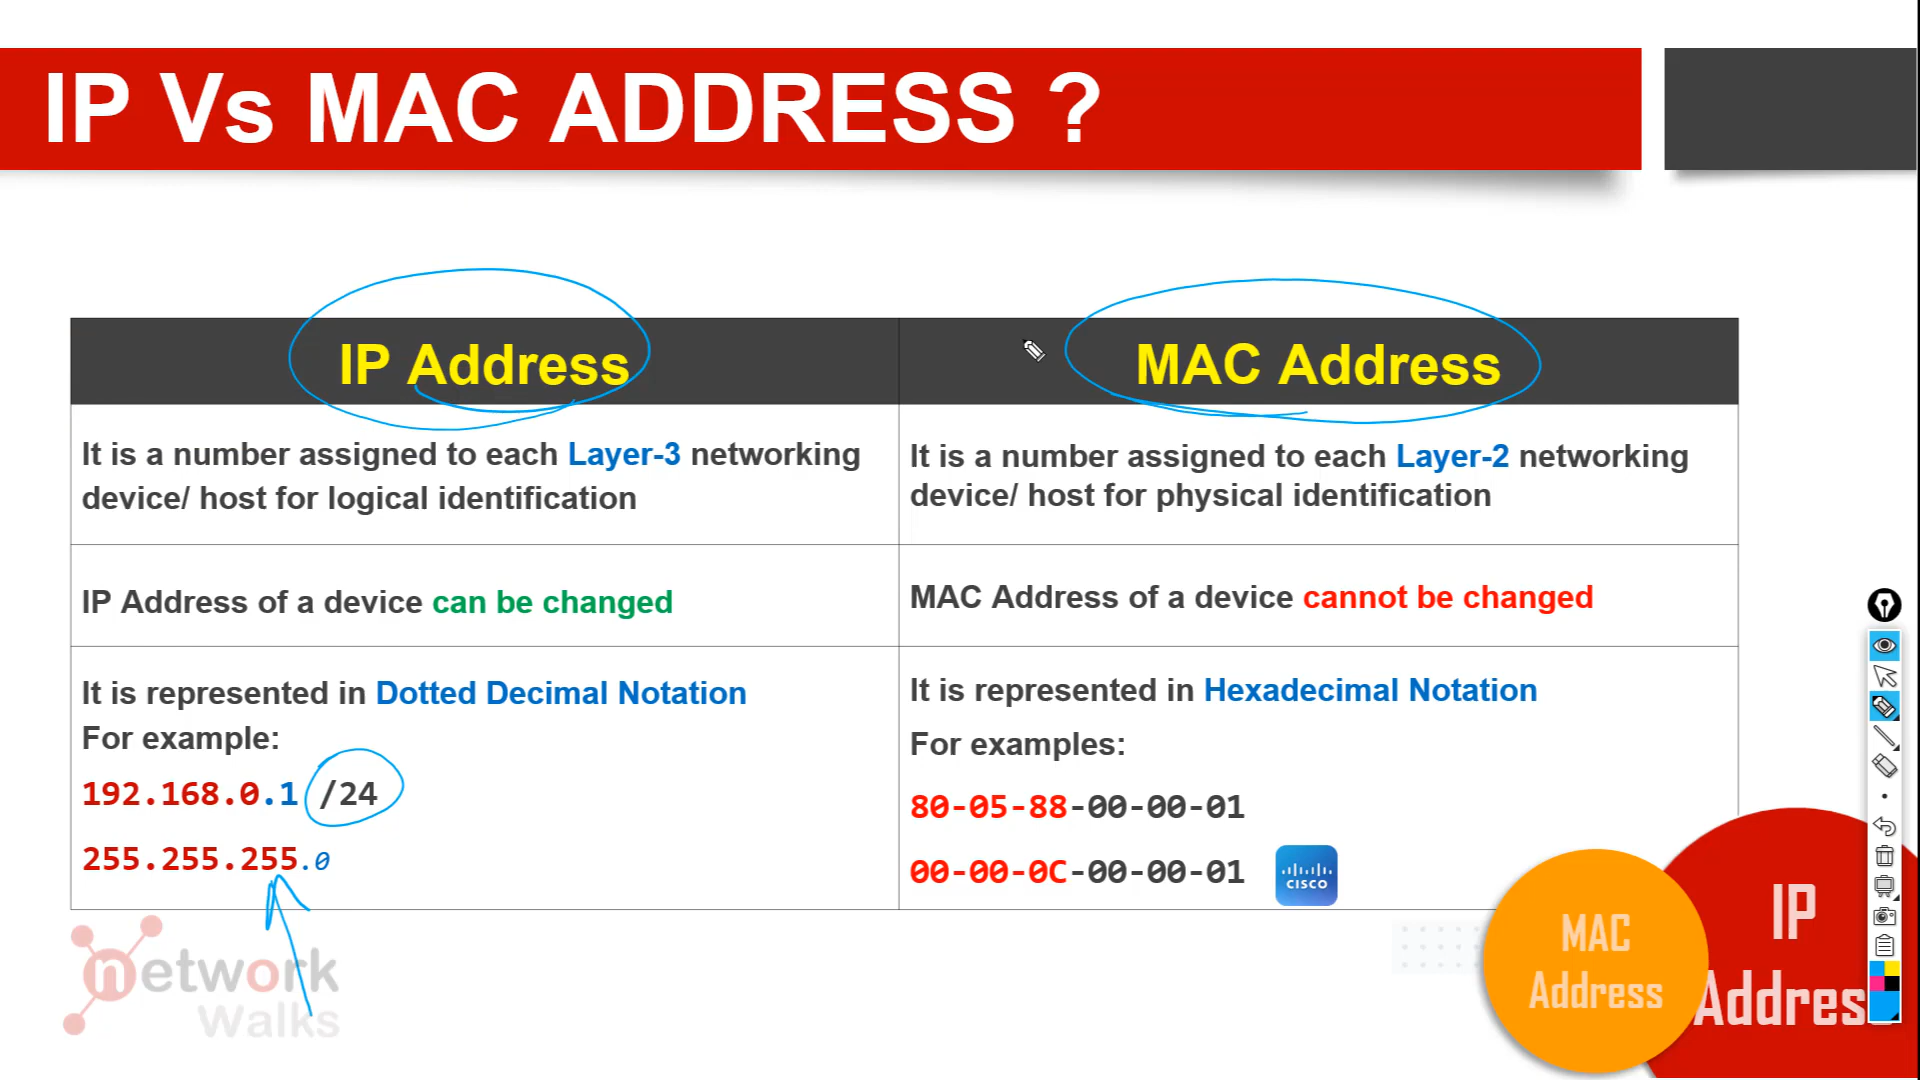 IP Vs MAC ADDRESS ?
IP Address
MAC Address
It is a number assigned to each Layer-3 networking
device/ host for logical identification
It is a number assigned to each Layer-2 networking
device/ host for physical identification
IP Address of a device can be changed
MAC Address of a device cannot be changed
It is represented in Dotted Decimal Notation
For example:
192.168.0.1 /24
255.255.255.0
It is represented in Hexadecimal Notation
For examples:
80-05-88-00-00-01
00-00-0C-00-00-01
CISCO
network
Walks
MAC
Address
IP
Addres